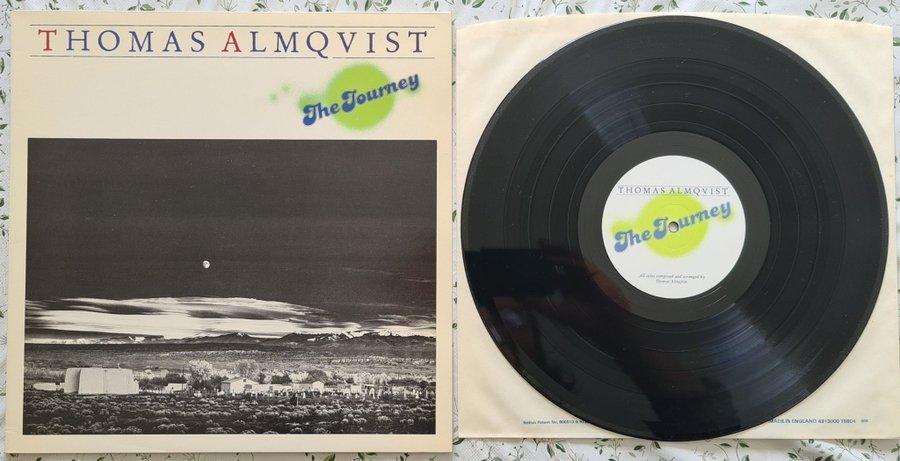 THOMAS ALMQVIST
The Journey
THOMAS ALMQVIST
The Journey
All titles composed and arranged by
Thomas Almqvist
MADE IN ENGLAND